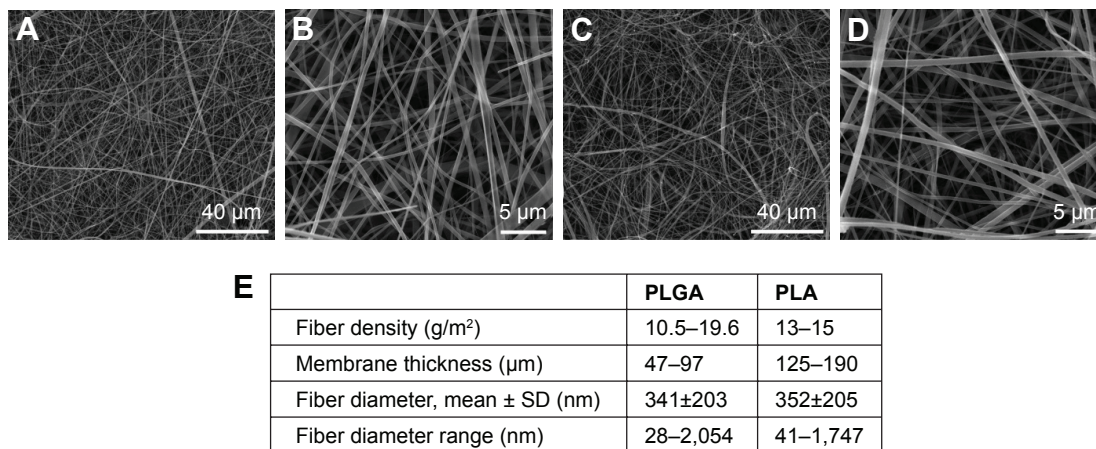 A B C D
40 µm 5 µm 40 µm 5 µm
E
PLGA PLA
Fiber density (g/m²) 10.5–19.6 13–15
Membrane thickness (µm) 47–97 125–190
Fiber diameter, mean ± SD (nm) 341±203 352±205
Fiber diameter range (nm) 28–2,054 41–1,747